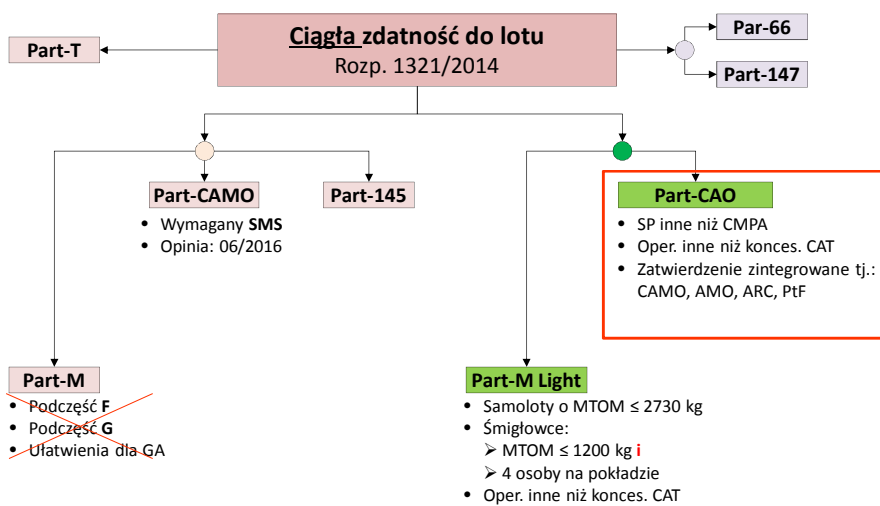 Ciągła zdatność do lotu
Rozp. 1321/2014
Part-T
Par-66
Part-147
Part-CAMO
• Wymagany SMS
• Opinia: 06/2016
Part-145
Part-CAO
• SP inne niż CMPA
• Oper. inne niż konces. CAT
• Zatwierdzenie zintegrowane tj.:
CAMO, AMO, ARC, PtF
Part-M
• Podczęść F
• Podczęść G
• Ułatwienia dla GA
Part-M Light
• Samoloty o MTOM ≤ 2730 kg
• Śmigłowce:
➢ MTOM ≤ 1200 kg i
➢ 4 osoby na pokładzie
• Oper. inne niż konces. CAT